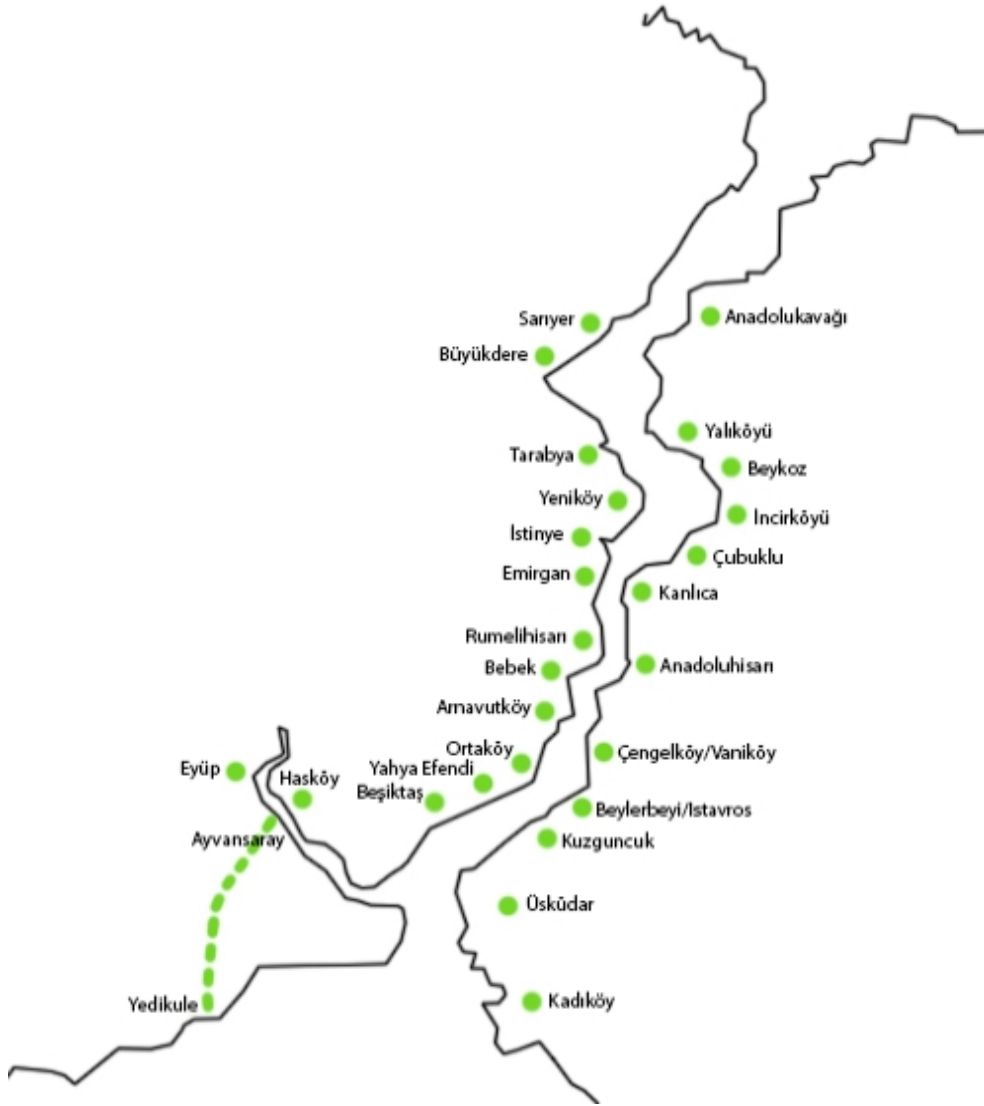 Sarıyer
Anadolukavağı
Büyükdere
Yalıköyü
Tarabya
Beykoz
Yeniköy
İncirköyü
İstinye
Çubuklu
Emirgan
Kanlıca
Rumelihisarı
Bebek
Anadoluhisarı
Arnavutköy
Ortaköy
Çengelköy/Vaniköy
Eyüp
Yahya Efendi
Hasköy
Beşiktaş
Beylerbeyi/Istavros
Ayvansaray
Kuzguncuk
Üsküdar
Yedikule
Kadıköy